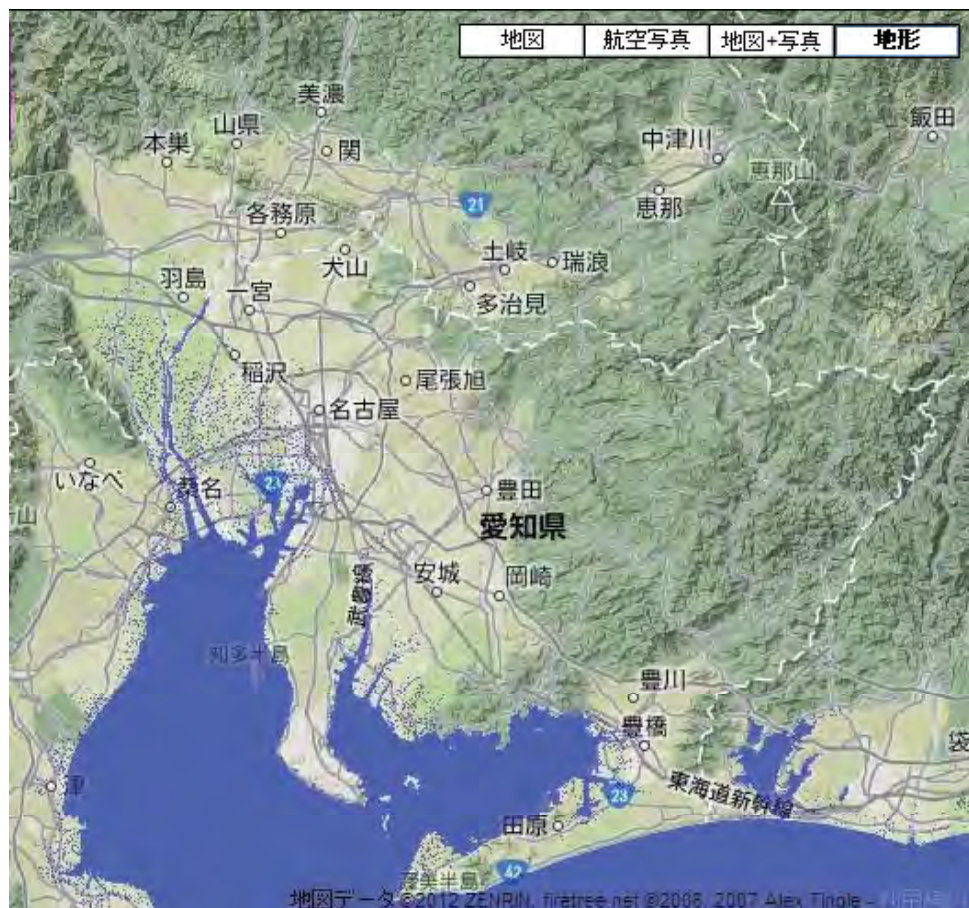 地図 航空写真 地図+写真 地形
美濃
飯田
山県
中津川
本巣
関
恵那山
21
恵那
各務原
土岐
瑞浪
犬山
羽島
一宮
多治見
稲沢
尾張旭
名古屋
いなべ
23
桑名
豊田
山
愛知県
安城
岡崎
武豊線
知多半島
豊川
豊橋
袋
津
東海道新幹線
23
田原
42
渥美半島
地図データ ©2012 ZENRIN, firetree.net ©2006, 2007 Alex Tingle -